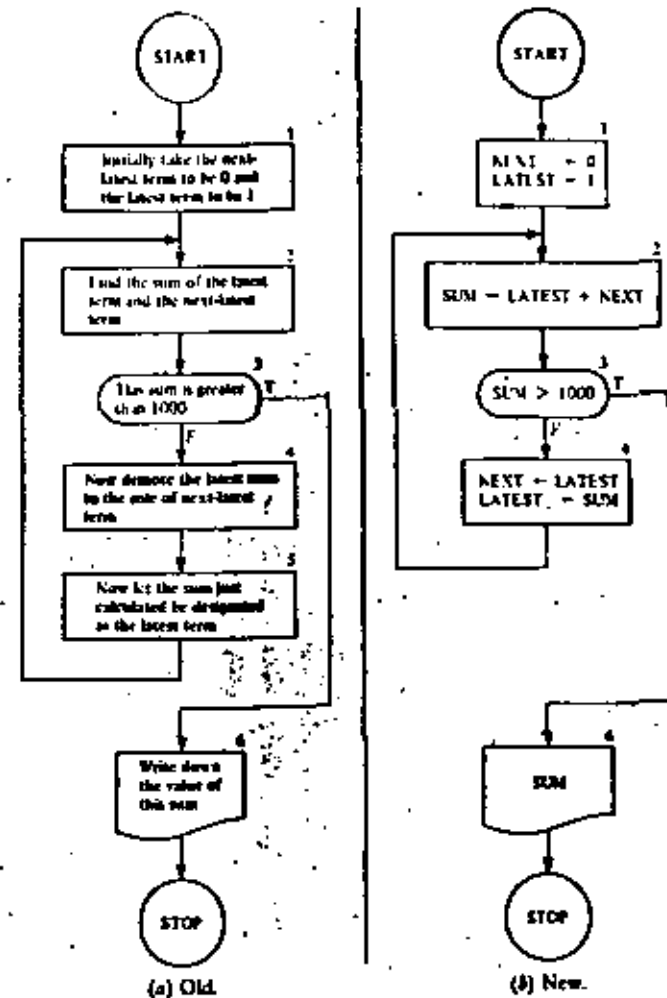 START
1
Initially take the next-
latest term to be 0 and
the latest term to be 1
2
Find the sum of the latest
term and the next-latest
term
3
This sum is greater
than 1000
T
F
4
Now demote the latest term
to the role of next-latest
term
5
Now let the sum just
calculated be designated
as the latest term
6
Write down
the value of
this sum
STOP
(a) Old.
START
1
NEXT ← 0
LATEST ← 1
2
SUM ← LATEST + NEXT
3
SUM > 1000
T
F
4
NEXT ← LATEST
LATEST ← SUM
6
SUM
STOP
(b) New.